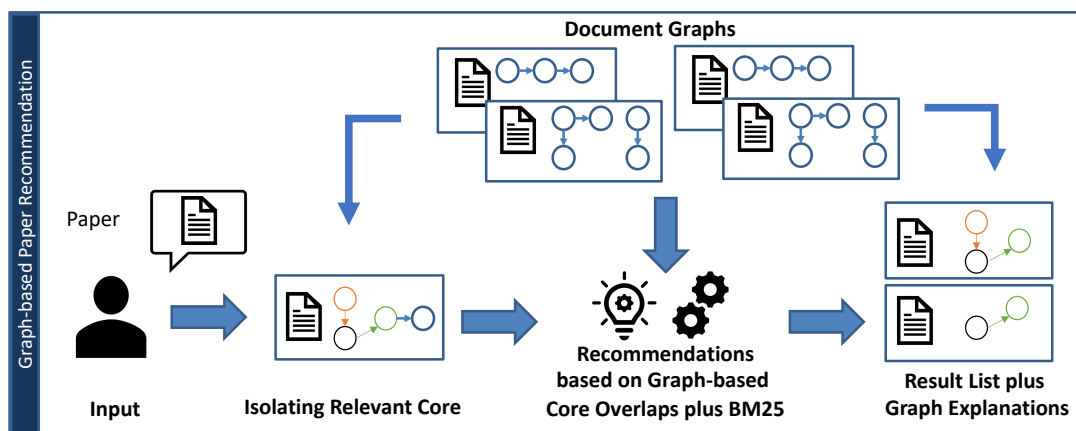 Graph-based Paper Recommendation
Document Graphs
Paper
Input
Isolating Relevant Core
Recommendations
based on Graph-based
Core Overlaps plus BM25
Result List plus
Graph Explanations